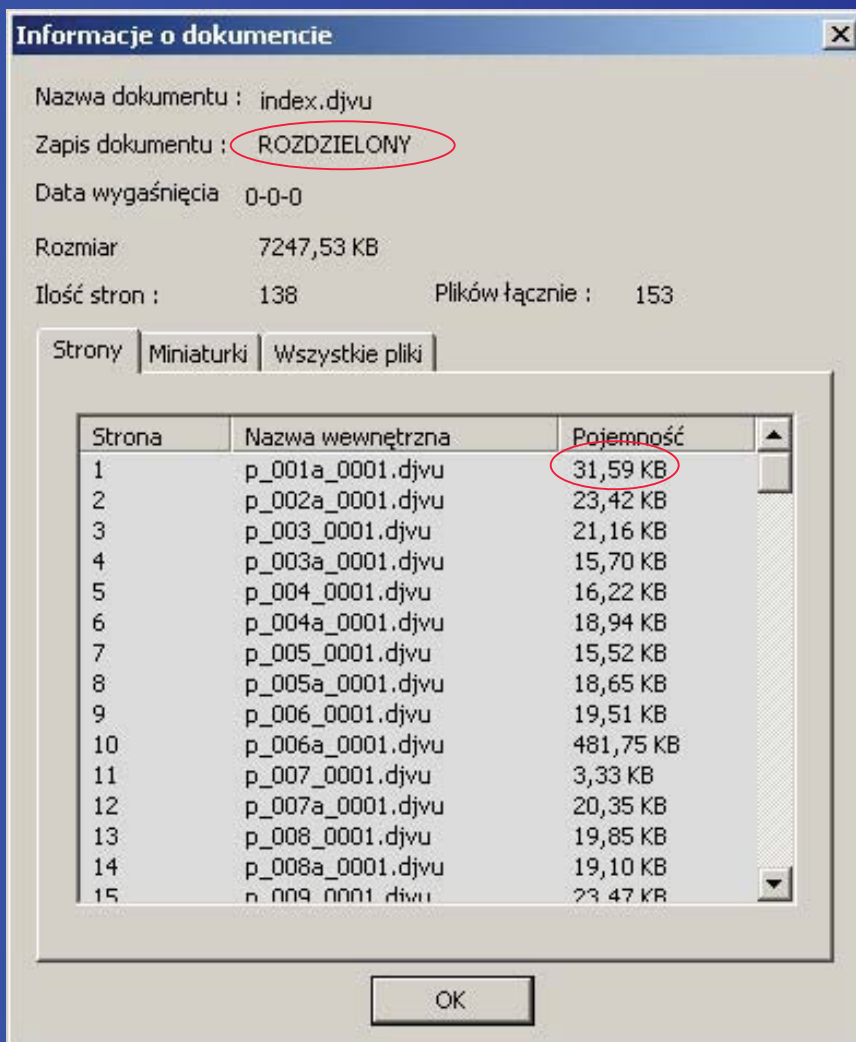 Informacje o dokumencie
Nazwa dokumentu : index.djvu
Zapis dokumentu : ROZDZIELONY
Data wygaśnięcia 0-0-0
Rozmiar 7247,53 KB
Ilość stron : 138 Plików łącznie : 153
Strony Miniaturki Wszystkie pliki
Strona Nazwa wewnętrzna Pojemność
1 p_001a_0001.djvu 31,59 KB
2 p_002a_0001.djvu 23,42 KB
3 p_003_0001.djvu 21,16 KB
4 p_003a_0001.djvu 15,70 KB
5 p_004_0001.djvu 16,22 KB
6 p_004a_0001.djvu 18,94 KB
7 p_005_0001.djvu 15,52 KB
8 p_005a_0001.djvu 18,65 KB
9 p_006_0001.djvu 19,51 KB
10 p_006a_0001.djvu 481,75 KB
11 p_007_0001.djvu 3,33 KB
12 p_007a_0001.djvu 20,35 KB
13 p_008_0001.djvu 19,85 KB
14 p_008a_0001.djvu 19,10 KB
15 p_009_0001.djvu 23,47 KB
OK